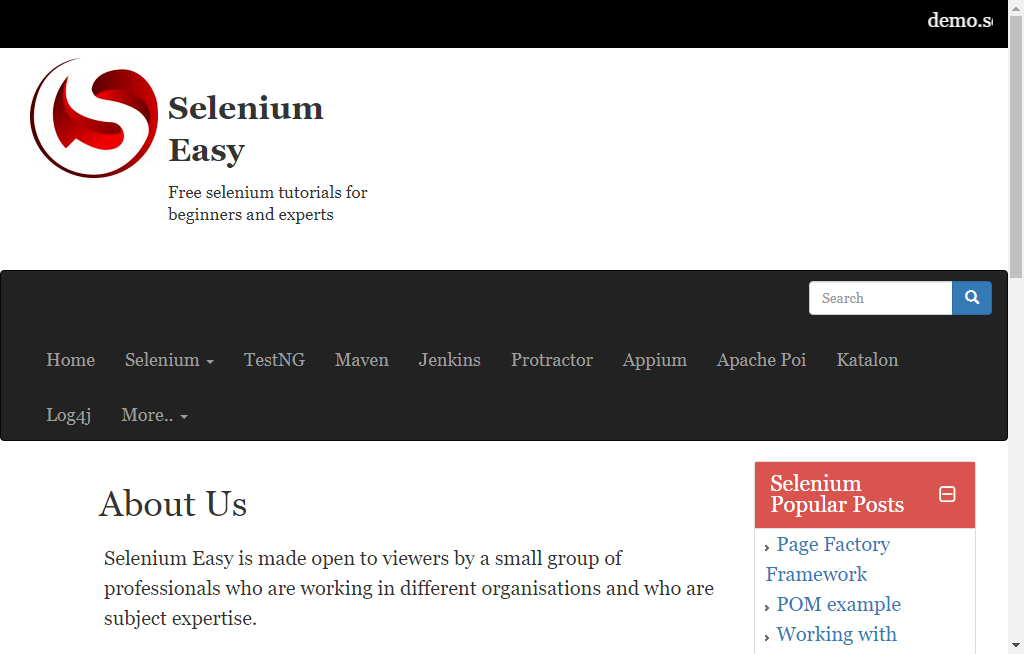 Selenium
Easy
Free selenium tutorials for
beginners and experts
Search
Home Selenium TestNG Maven Jenkins Protractor Appium Apache Poi Katalon
Log4j More..
About Us
Selenium Easy is made open to viewers by a small group of
professionals who are working in different organisations and who are
subject expertise.
Selenium
Popular Posts
Page Factory
Framework
POM example
Working with